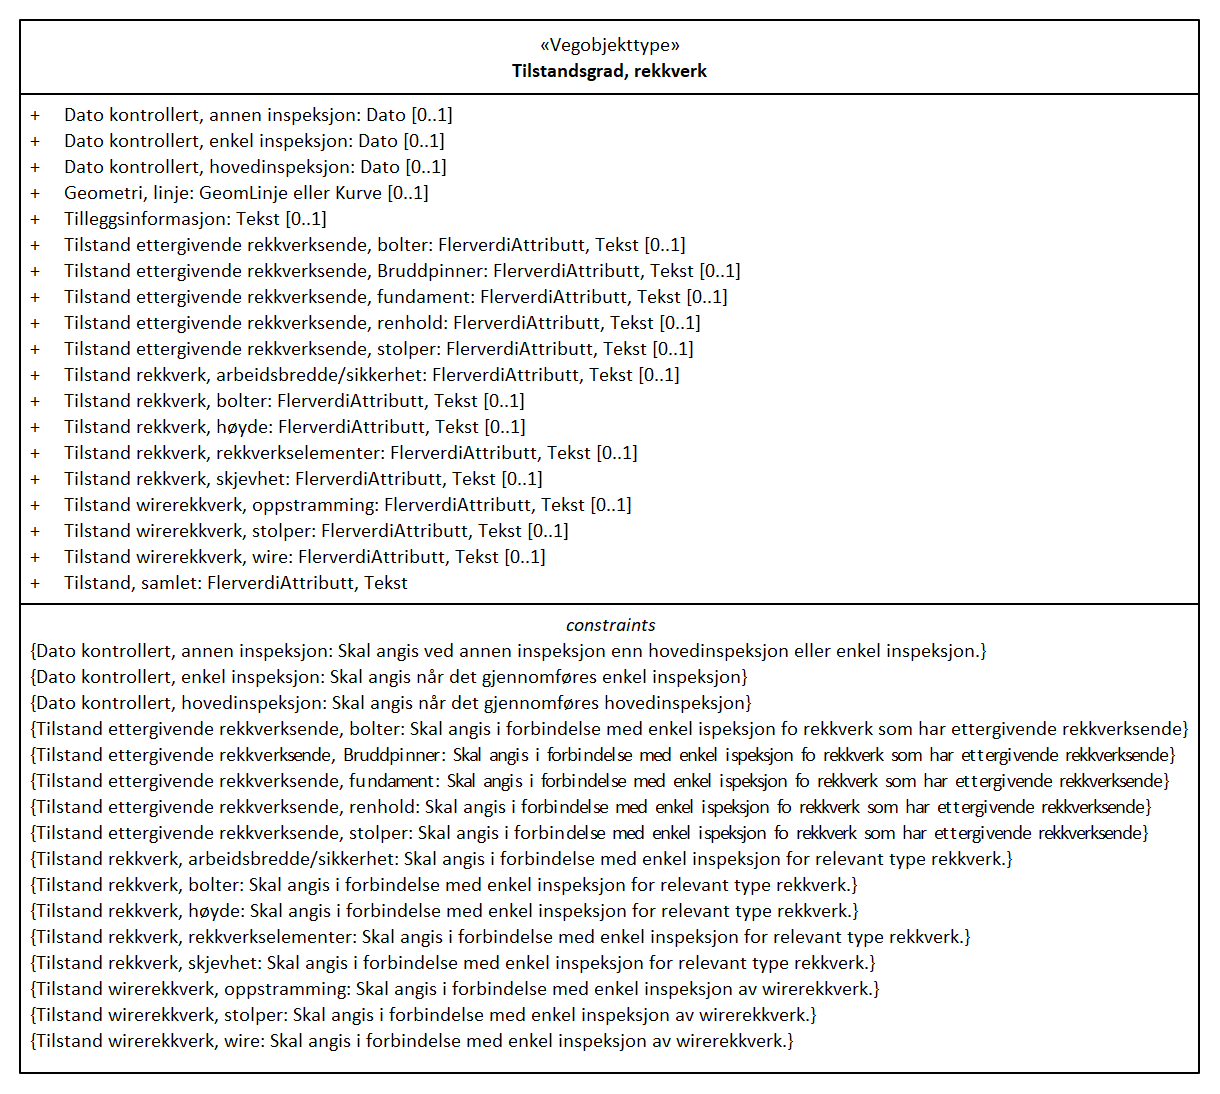 «Vegobjekttype»
Tilstandsgrad, rekkverk
+ Dato kontrollert, annen inspeksjon: Dato [0..1]
+ Dato kontrollert, enkel inspeksjon: Dato [0..1]
+ Dato kontrollert, hovedinspeksjon: Dato [0..1]
+ Geometri, linje: GeomLinje eller Kurve [0..1]
+ Tilleggsinformasjon: Tekst [0..1]
+ Tilstand ettergivende rekkverksende, bolter: FlerverdiAttributt, Tekst [0..1]
+ Tilstand ettergivende rekkverksende, Bruddpinner: FlerverdiAttributt, Tekst [0..1]
+ Tilstand ettergivende rekkverksende, fundament: FlerverdiAttributt, Tekst [0..1]
+ Tilstand ettergivende rekkverksende, renhold: FlerverdiAttributt, Tekst [0..1]
+ Tilstand ettergivende rekkverksende, stolper: FlerverdiAttributt, Tekst [0..1]
+ Tilstand rekkverk, arbeidsbredde/sikkerhet: FlerverdiAttributt, Tekst [0..1]
+ Tilstand rekkverk, bolter: FlerverdiAttributt, Tekst [0..1]
+ Tilstand rekkverk, høyde: FlerverdiAttributt, Tekst [0..1]
+ Tilstand rekkverk, rekkverkselementer: FlerverdiAttributt, Tekst [0..1]
+ Tilstand rekkverk, skjevhet: FlerverdiAttributt, Tekst [0..1]
+ Tilstand wirerekkverk, oppstramming: FlerverdiAttributt, Tekst [0..1]
+ Tilstand wirerekkverk, stolper: FlerverdiAttributt, Tekst [0..1]
+ Tilstand wirerekkverk, wire: FlerverdiAttributt, Tekst [0..1]
+ Tilstand, samlet: FlerverdiAttributt, Tekst
constraints
{Dato kontrollert, annen inspeksjon: Skal angis ved annen inspeksjon enn hovedinspeksjon eller enkel inspeksjon.}
{Dato kontrollert, enkel inspeksjon: Skal angis når det gjennomføres enkel inspeksjon}
{Dato kontrollert, hovedinspeksjon: Skal angis når det gjennomføres hovedinspeksjon}
{Tilstand ettergivende rekkverksende, bolter: Skal angis i forbindelse med enkel ispeksjon fo rekkverk som har ettergivende rekkverksende}
{Tilstand ettergivende rekkverksende, Bruddpinner: Skal angis i forbindelse med enkel ispeksjon fo rekkverk som har ettergivende rekkverksende}
{Tilstand ettergivende rekkverksende, fundament: Skal angis i forbindelse med enkel ispeksjon fo rekkverk som har ettergivende rekkverksende}
{Tilstand ettergivende rekkverksende, renhold: Skal angis i forbindelse med enkel ispeksjon fo rekkverk som har ettergivende rekkverksende}
{Tilstand ettergivende rekkverksende, stolper: Skal angis i forbindelse med enkel ispeksjon fo rekkverk som har ettergivende rekkverksende}
{Tilstand rekkverk, arbeidsbredde/sikkerhet: Skal angis i forbindelse med enkel inspeksjon for relevant type rekkverk.}
{Tilstand rekkverk, bolter: Skal angis i forbindelse med enkel inspeksjon for relevant type rekkverk.}
{Tilstand rekkverk, høyde: Skal angis i forbindelse med enkel inspeksjon for relevant type rekkverk.}
{Tilstand rekkverk, rekkverkselementer: Skal angis i forbindelse med enkel inspeksjon for relevant type rekkverk.}
{Tilstand rekkverk, skjevhet: Skal angis i forbindelse med enkel inspeksjon for relevant type rekkverk.}
{Tilstand wirerekkverk, oppstramming: Skal angis i forbindelse med enkel inspeksjon av wirerekkverk.}
{Tilstand wirerekkverk, stolper: Skal angis i forbindelse med enkel inspeksjon av wirerekkverk.}
{Tilstand wirerekkverk, wire: Skal angis i forbindelse med enkel inspeksjon av wirerekkverk.}